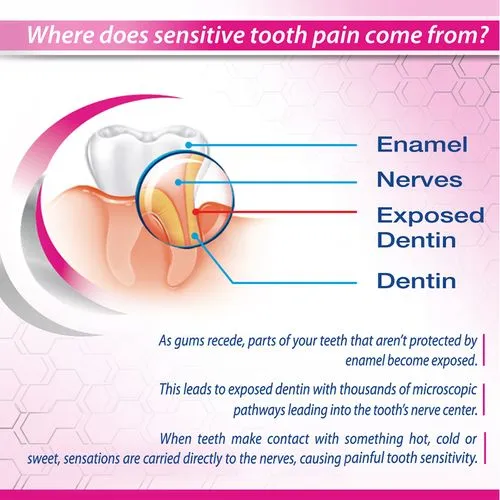 Where does sensitive tooth pain come from?
Enamel
Nerves
Exposed
Dentin
Dentin
As gums recede, parts of your teeth that aren't protected by
enamel become exposed.
This leads to exposed dentin with thousands of microscopic
pathways leading into the tooth's nerve center.
When teeth make contact with something hot, cold or
sweet, sensations are carried directly to the nerves, causing painful tooth sensitivity.